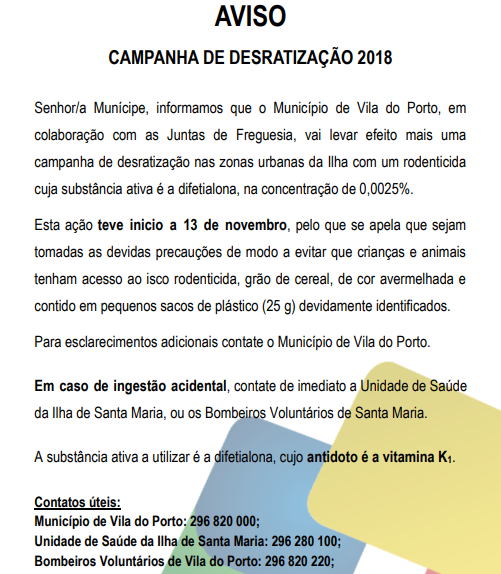 AVISO
CAMPANHA DE DESRATIZAÇÃO 2018
Senhor/a Munícipe, informamos que o Município de Vila do Porto, em
colaboração com as Juntas de Freguesia, vai levar efeito mais uma
campanha de desratização nas zonas urbanas da Ilha com um rodenticida
cuja substância ativa é a difetialona, na concentração de 0,0025%.
Esta ação teve inicio a 13 de novembro, pelo que se apela que sejam
tomadas as devidas precauções de modo a evitar que crianças e animais
tenham acesso ao isco rodenticida, grão de cereal, de cor avermelhada e
contido em pequenos sacos de plástico (25 g) devidamente identificados.
Para esclarecimentos adicionais contate o Município de Vila do Porto.
Em caso de ingestão acidental, contate de imediato a Unidade de Saúde
da Ilha de Santa Maria, ou os Bombeiros Voluntários de Santa Maria.
A substância ativa a utilizar é a difetialona, cujo antidoto é a vitamina K₁.
Contatos úteis:
Município de Vila do Porto: 296 820 000;
Unidade de Saúde da Ilha de Santa Maria: 296 280 100;
Bombeiros Voluntários de Vila do Porto: 296 820 220;